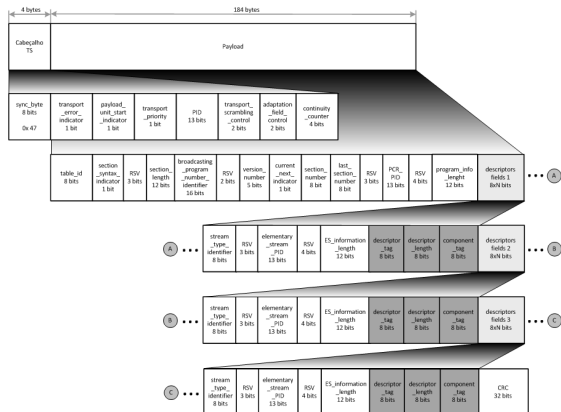 4 bytes
184 bytes
Cabeçalho
TS
Payload
sync_byte
8 bits
0x 47
transport
_error_
indicator
1 bit
payload_
unit_start
_indicator
1 bit
transport
_priority
1 bit
PID
13 bits
transport_
scrambling
_control
2 bits
adaptation
_field_
control
2 bits
continuity
_counter
4 bits
table_id
8 bits
section
_syntax_
indicator
1 bit
RSV
3 bits
section_
length
12 bits
broadcasting
_program
_number_
identifier
16 bits
RSV
2 bits
version_
number
5 bits
current_
next_
indicator
1 bit
section_
number
8 bit
last_
section_
number
8 bit
RSV
3 bits
PCR_
PID
13 bits
RSV
4 bits
program_info
_lenght
12 bits
descriptors
fields 1
8xN bits
A
A
stream
_type_
identifier
8 bits
RSV
3 bits
elementary
_stream
_PID
13 bits
RSV
4 bits
ES_information
_length
12 bits
descriptor
_tag
8 bits
descriptor
_length
8 bits
component
_tag
8 bits
descriptors
fields 2
8xN bits
B
B
stream
_type_
identifier
8 bits
RSV
3 bits
elementary
_stream
_PID
13 bits
RSV
4 bits
ES_information
_length
12 bits
descriptor
_tag
8 bits
descriptor
_length
8 bits
component
_tag
8 bits
descriptors
fields 3
8xN bits
C
C
stream
_type_
identifier
8 bits
RSV
3 bits
elementary
_stream
_PID
13 bits
RSV
4 bits
ES_information
_length
12 bits
descriptor
_tag
8 bits
descriptor
_length
8 bits
component
_tag
8 bits
CRC
32 bits